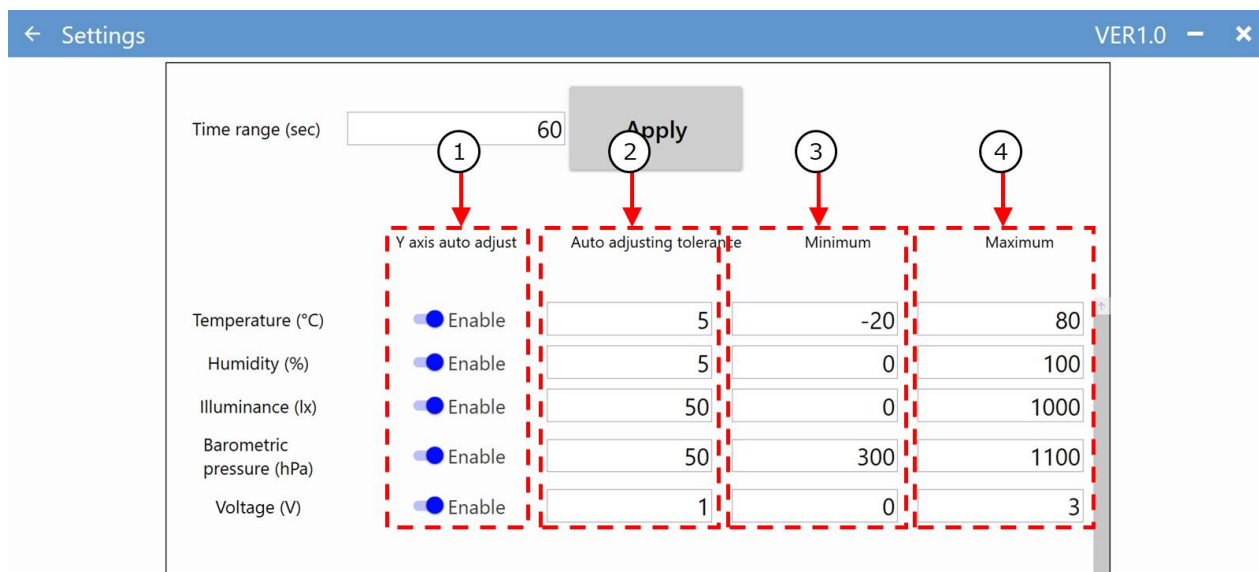 ← Settings VER1.0
Time range (sec) 60 Apply
1 2 3 4
Y axis auto adjust Auto adjusting tolerance Minimum Maximum
Temperature (°C) Enable 5 -20 80
Humidity (%) Enable 5 0 100
Illuminance (lx) Enable 50 0 1000
Barometric
pressure (hPa) Enable 50 300 1100
Voltage (V) Enable 1 0 3